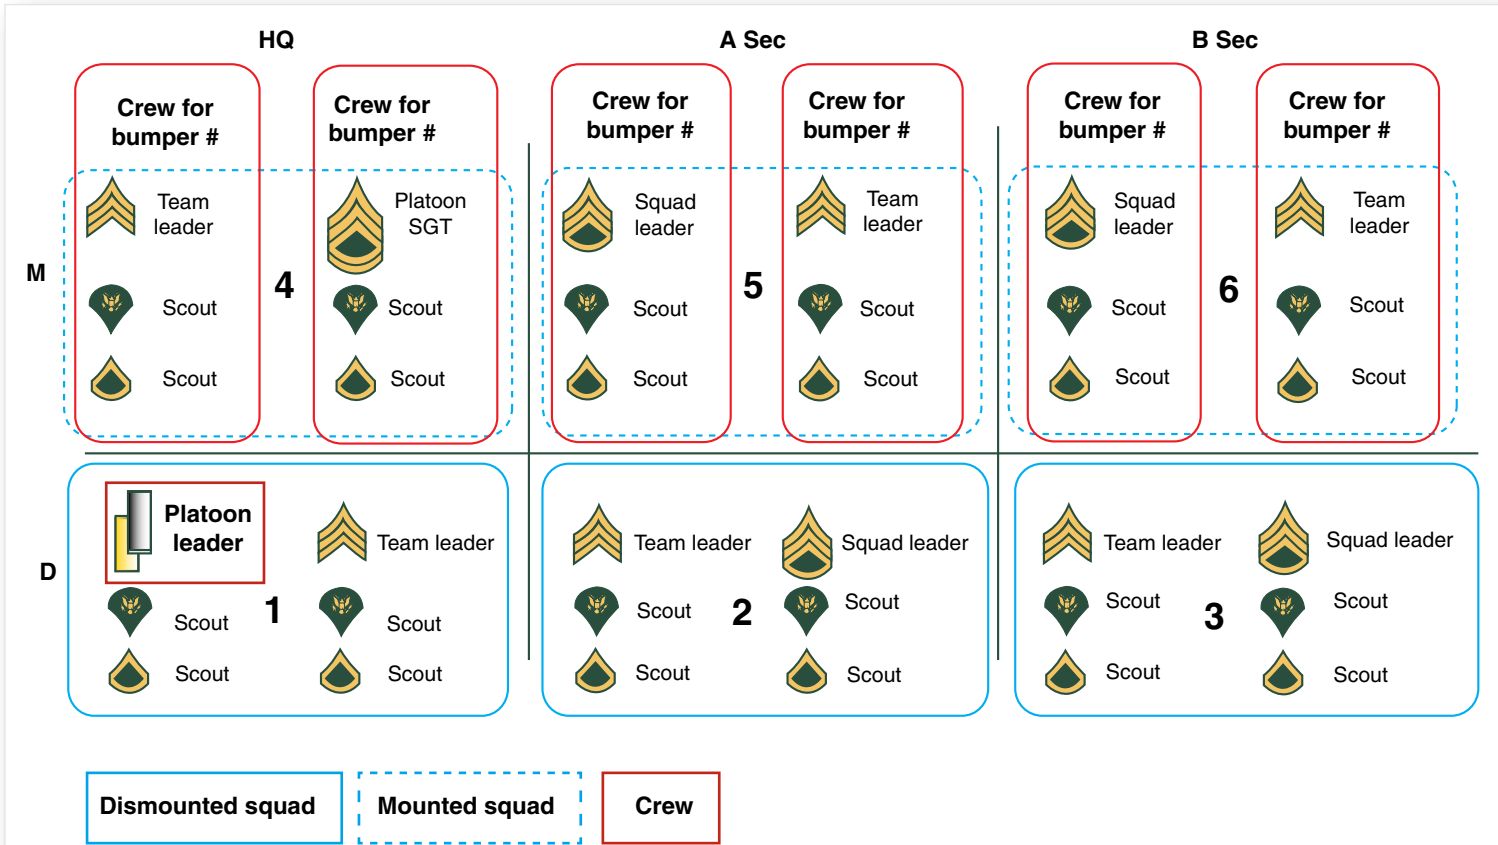 HQ
A Sec
B Sec
Crew for
bumper #
Crew for
bumper #
Crew for
bumper #
Crew for
bumper #
Crew for
bumper #
Crew for
bumper #
M
Team
leader
Scout
Scout
4
Platoon
SGT
Scout
Scout
Squad
leader
Scout
Scout
5
Team
leader
Scout
Scout
Squad
leader
Scout
Scout
6
Team
leader
Scout
Scout
D
Platoon
leader
Scout
Scout
1
Team leader
Scout
Scout
Team leader
Scout
Scout
2
Squad leader
Scout
Scout
Team leader
Scout
Scout
3
Squad leader
Scout
Scout
Dismounted squad
Mounted squad
Crew